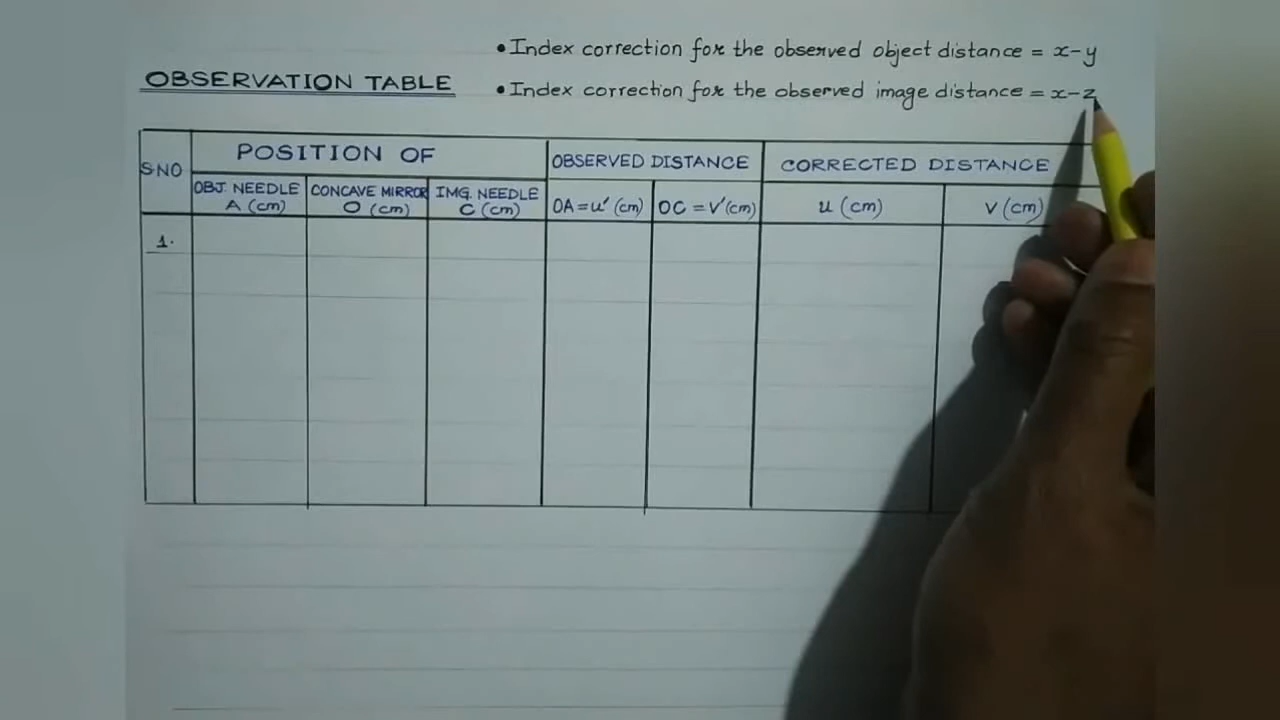 • Index correction for the observed object distance = x-y
OBSERVATION TABLE
• Index correction for the observed image distance = x-z
S NO
POSITION OF
OBSERVED DISTANCE
CORRECTED DISTANCE
OBJ. NEEDLE
A (cm)
CONCAVE MIRROR
O (cm)
IMG. NEEDLE
C (cm)
OA = u' (cm)
OC = V' (cm)
u (cm)
v (cm)
1.